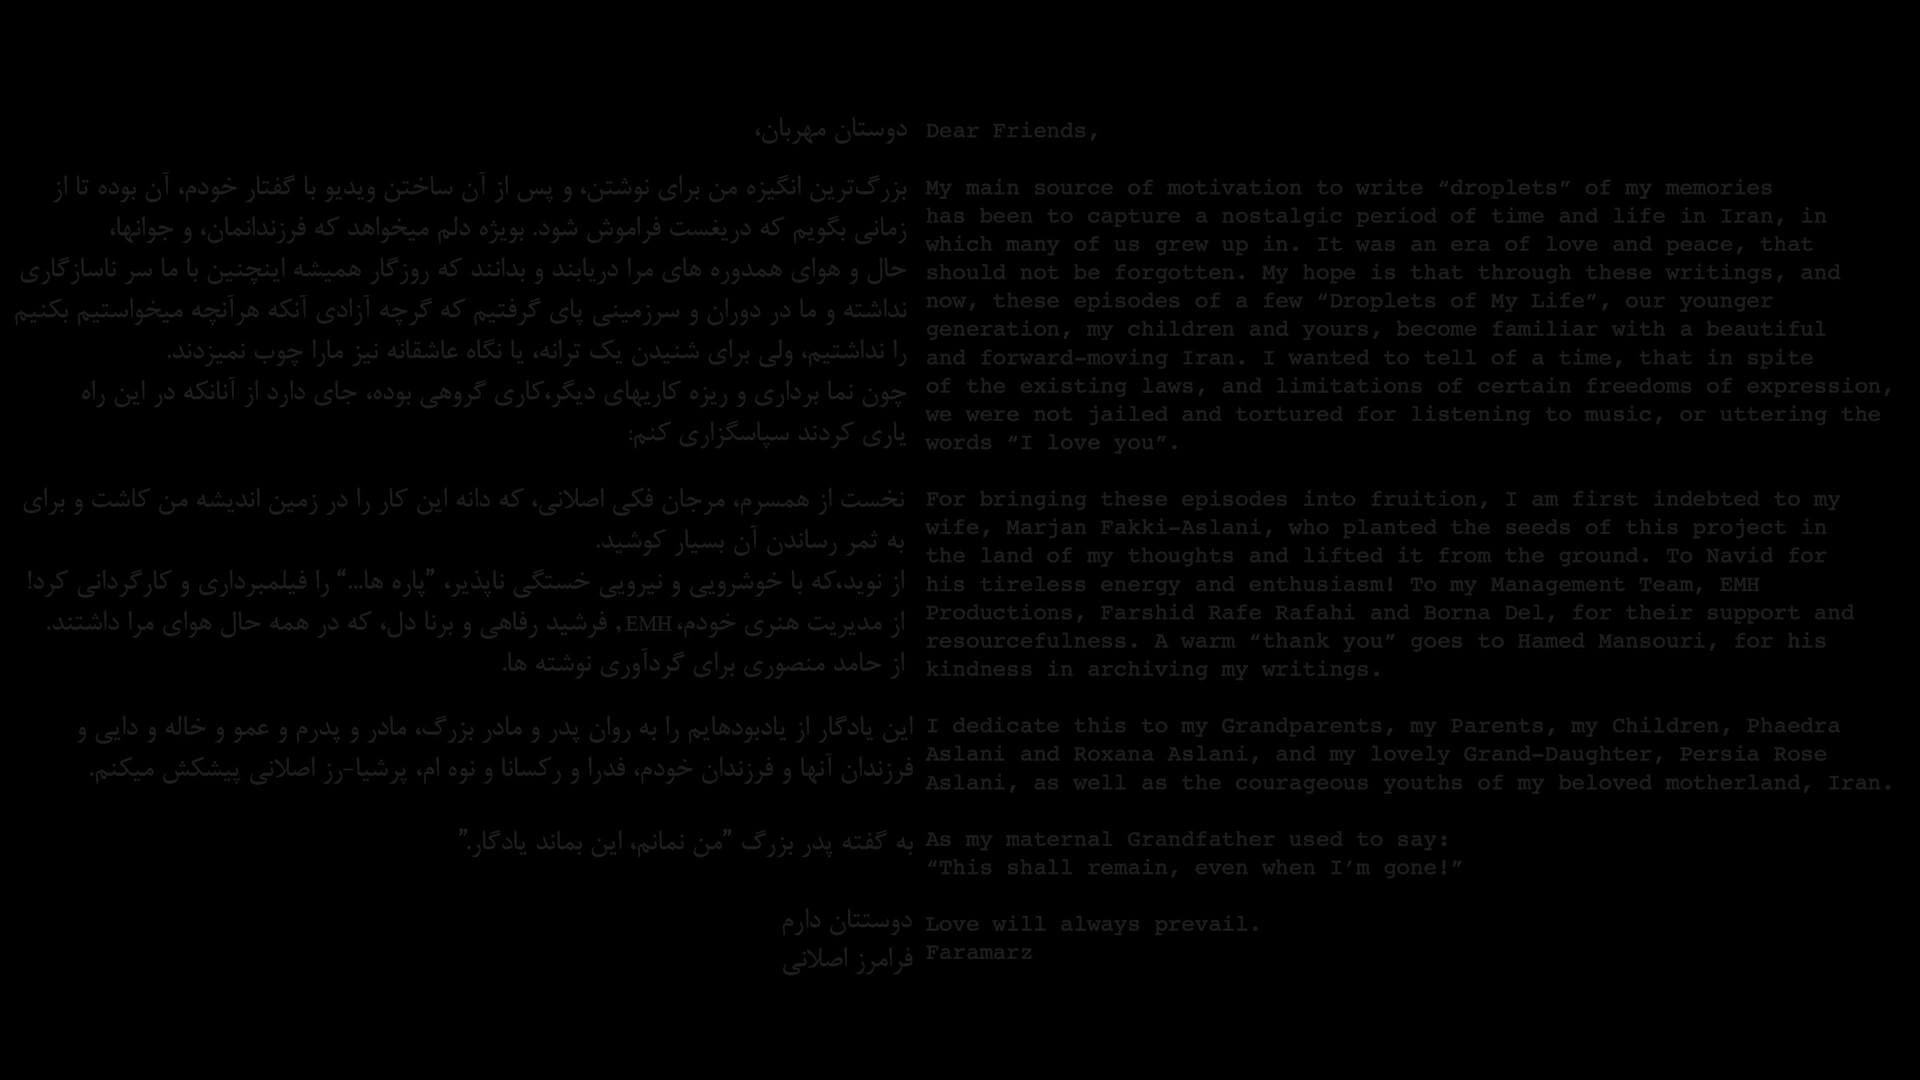 دوستان مهربان،
بزرگ‌ترین انگیزه من برای نوشتن، و پس از آن ساختن ویدیو با گفتار خودم، آن بوده تا از
زمانی بگویم که دریغست فراموش شود. بویژه دلم میخواهد که فرزندانمان، و جوانها،
حال و هوای همدوره های مرا دریابند و بدانند که روزگار همیشه اینچنین با ما سر ناسازگاری
نداشته و ما در دوران و سرزمینی پای گرفتیم که گرچه آزادی آنکه هرآنچه میخواستیم بکنیم
را نداشتیم، ولی برای شنیدن یک ترانه، یا نگاه عاشقانه نیز مارا چوب نمیزدند.
چون نما برداری و ریزه کاریهای دیگر،کاری گروهی بوده، جای دارد از آنانکه در این راه
یاری کردند سپاسگزاری کنم:
نخست از همسرم، مرجان فکی اصلانی، که دانه این کار را در زمین اندیشه من کاشت و برای
به ثمر رساندن آن بسیار کوشید.
از نوید،که با خوشرویی و نیرویی خستگی ناپذیر، ”پاره ها...“ را فیلمبرداری و کارگردانی کرد!
از مدیریت هنری خودم، EMH, فرشید رفاهی و برنا دل، که در همه حال هوای مرا داشتند.
از حامد منصوری برای گردآوری نوشته ها.
این یادگار از یادبودهایم را به روان پدر و مادر بزرگ، مادر و پدرم و عمو و خاله و دایی و
فرزندان آنها و فرزندان خودم، فدرا و رکسانا و نوه ام، پرشیا-رز اصلانی پیشکش میکنم.
به گفته پدر بزرگ ”من نمانم، این بماند یادگار.”
دوستتان دارم
فرامرز اصلانی
Dear Friends,
My main source of motivation to write “droplets” of my memories
has been to capture a nostalgic period of time and life in Iran, in
which many of us grew up in. It was an era of love and peace, that
should not be forgotten. My hope is that through these writings, and
now, these episodes of a few “Droplets of My Life”, our younger
generation, my children and yours, become familiar with a beautiful
and forward-moving Iran. I wanted to tell of a time, that in spite
of the existing laws, and limitations of certain freedoms of expression,
we were not jailed and tortured for listening to music, or uttering the
words “I love you”.
For bringing these episodes into fruition, I am first indebted to my
wife, Marjan Fakki-Aslani, who planted the seeds of this project in
the land of my thoughts and lifted it from the ground. To Navid for
his tireless energy and enthusiasm! To my Management Team, EMH
Productions, Farshid Rafe Rafahi and Borna Del, for their support and
resourcefulness. A warm “thank you” goes to Hamed Mansouri, for his
kindness in archiving my writings.
I dedicate this to my Grandparents, my Parents, my Children, Phaedra
Aslani and Roxana Aslani, and my lovely Grand-Daughter, Persia Rose
Aslani, as well as the courageous youths of my beloved motherland, Iran.
As my maternal Grandfather used to say:
“This shall remain, even when I’m gone!”
Love will always prevail.
Faramarz